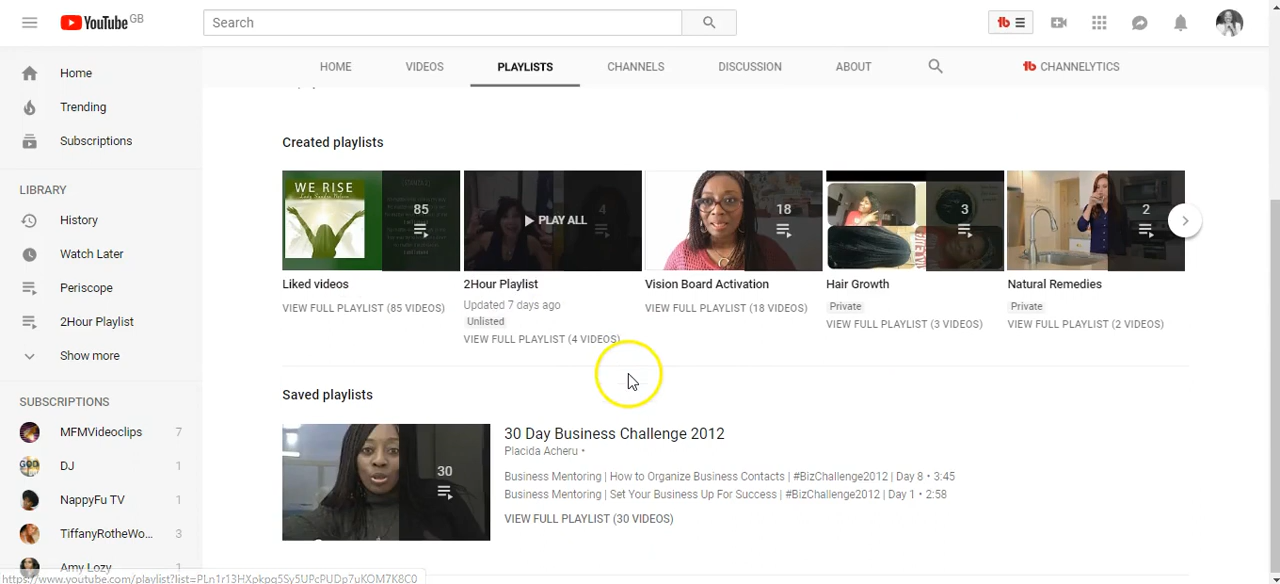 YouTube GB
Search
tb
Home
Trending
Subscriptions
LIBRARY
History
Watch Later
Periscope
2Hour Playlist
Show more
SUBSCRIPTIONS
MFMVideoclips 7
GOD
DJ 1
NappyFu TV 1
TiffanyRotheWo... 3
Amy Lozy
HOME VIDEOS PLAYLISTS CHANNELS DISCUSSION ABOUT tb CHANNELYTICS
Created playlists
WE RISE
85
PLAY ALL
4
18
3
2
Liked videos
VIEW FULL PLAYLIST (85 VIDEOS)
2Hour Playlist
Updated 7 days ago
Unlisted
VIEW FULL PLAYLIST (4 VIDEOS)
Vision Board Activation
VIEW FULL PLAYLIST (18 VIDEOS)
Hair Growth
Private
VIEW FULL PLAYLIST (3 VIDEOS)
Natural Remedies
Private
VIEW FULL PLAYLIST (2 VIDEOS)
Saved playlists
30
30 Day Business Challenge 2012
Placida Acheru •
Business Mentoring | How to Organize Business Contacts | #BizChallenge2012 | Day 8 • 3:45
Business Mentoring | Set Your Business Up For Success | #BizChallenge2012 | Day 1 • 2:58
VIEW FULL PLAYLIST (30 VIDEOS)
https://www.youtube.com/playlist?list=PLn1r13HXpkpq5Sy5UPcPUDp7uKOM7K8C0